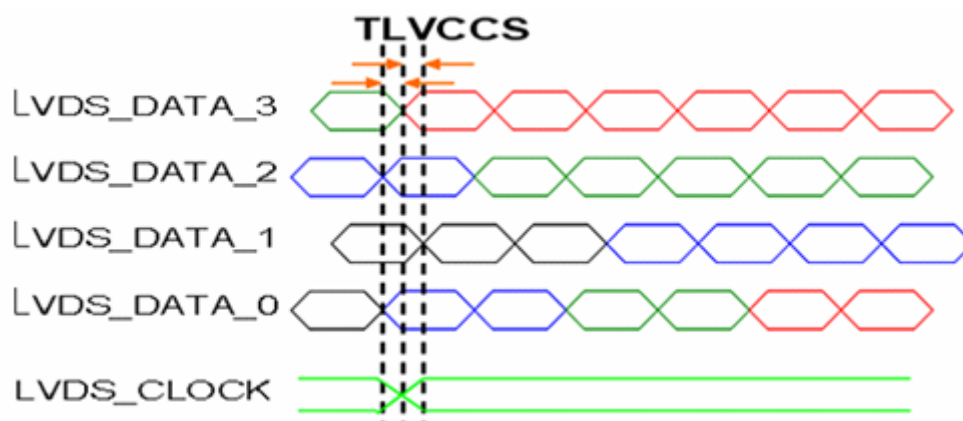 TLVCCS
LVDS_DATA_3
LVDS_DATA_2
LVDS_DATA_1
LVDS_DATA_0
LVDS_CLOCK